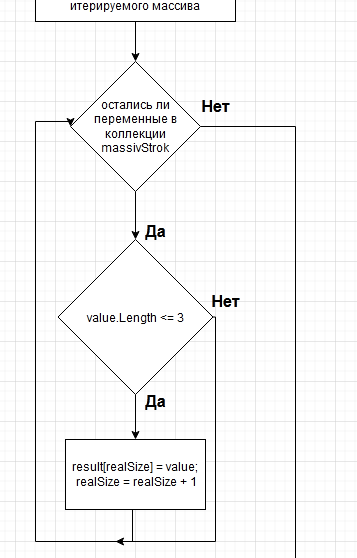 итерируемого массива
остались ли
переменные в
коллекции
massivStrok
Нет
Да
value.Length <= 3
Нет
Да
result[realSize] = value;
realSize = realSize + 1